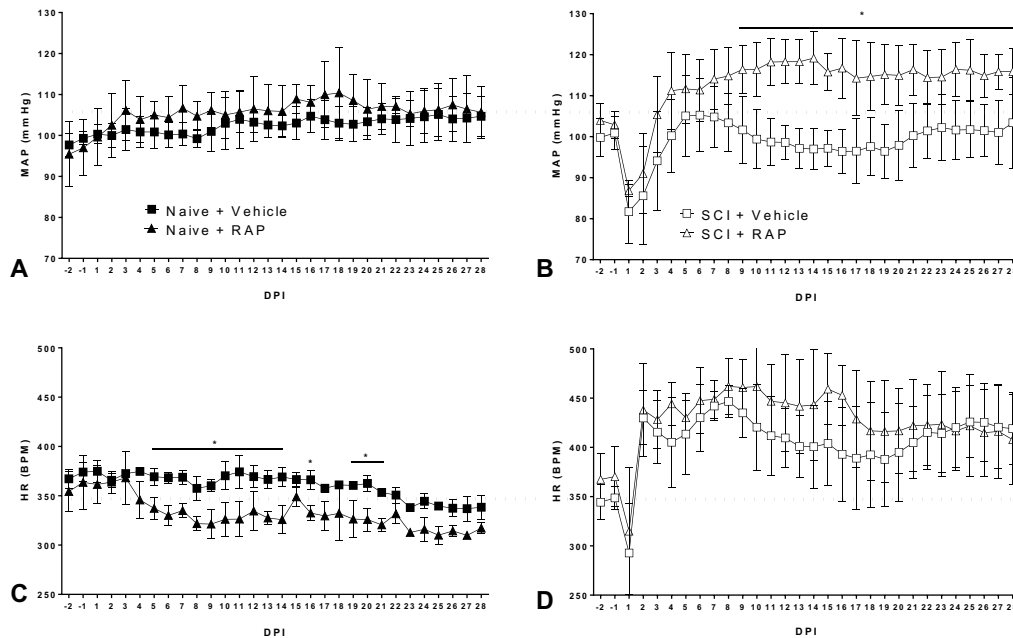 130
120
110
100
90
80
70
MAP (mmHg)
Naive + Vehicle
Naive + RAP
-2 -1 1 2 3 4 5 6 7 8 9 10 11 12 13 14 15 16 17 18 19 20 21 22 23 24 25 26 27 28
DPI
A
*
130
120
110
100
90
80
70
MAP (mmHg)
SCI + Vehicle
SCI + RAP
-2 -1 1 2 3 4 5 6 7 8 9 10 11 12 13 14 15 16 17 18 19 20 21 22 23 24 25 26 27 28
DPI
B
500
450
400
350
300
250
HR (BPM)
* * *
-2 -1 1 2 3 4 5 6 7 8 9 10 11 12 13 14 15 16 17 18 19 20 21 22 23 24 25 26 27 28
DPI
C
500
450
400
350
300
250
HR (BPM)
-2 -1 1 2 3 4 5 6 7 8 9 10 11 12 13 14 15 16 17 18 19 20 21 22 23 24 25 26 27 28
DPI
D